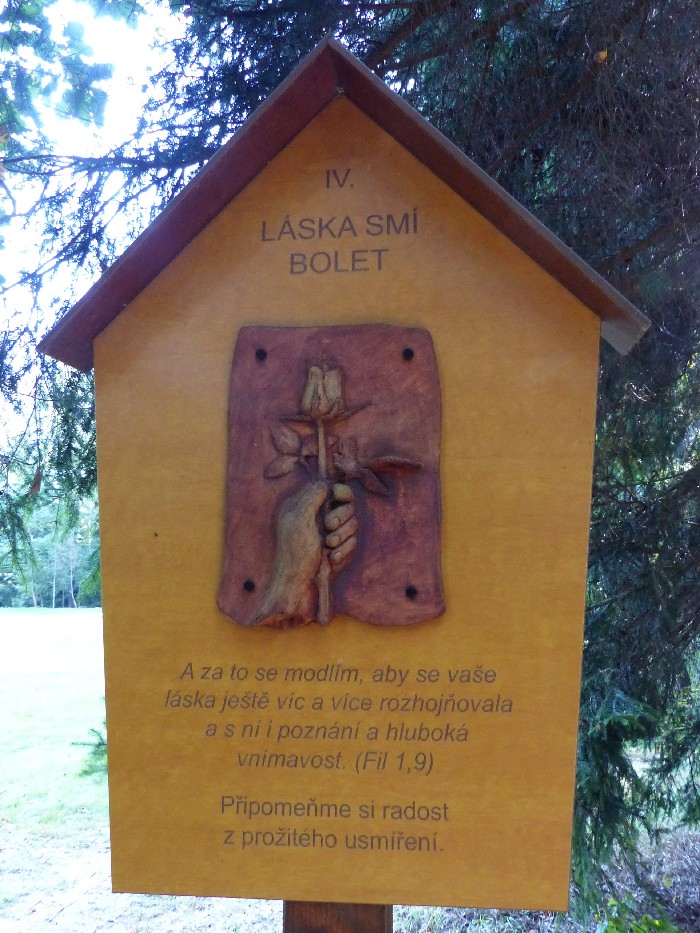 IV.
LÁSKA SMÍ
BOLET
A za to se modlím, aby se vaše
láska ještě víc a více rozhojňovala
a s ní i poznání a hluboká
vnímavost. (Fil 1,9)
Připomeňme si radost
z prožitého usmíření.